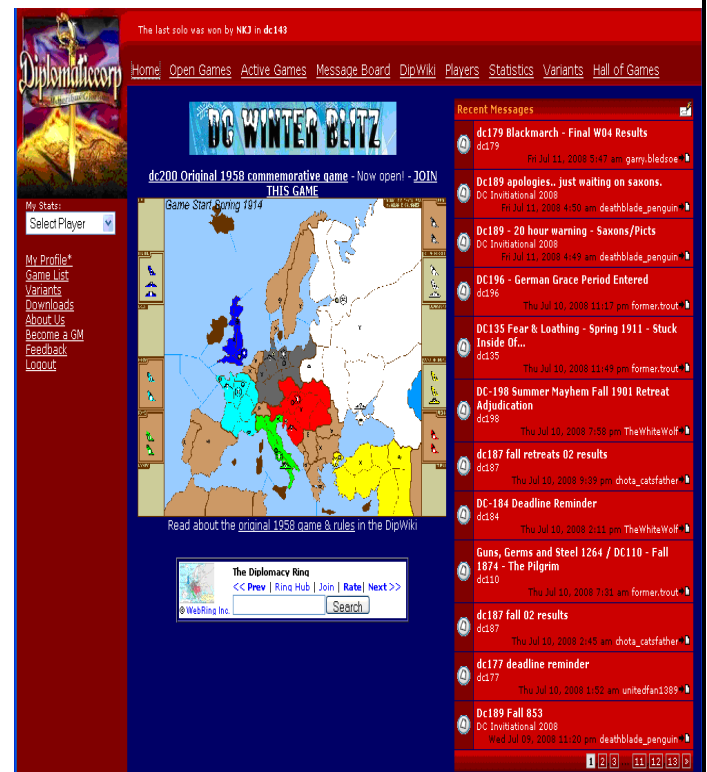 The last solo was won by NKJ in dc143
Diplomaticcorp
Home Open Games Active Games Message Board DipWiki Players Statistics Variants Hall of Games
My Stats:
Select Player
My Profile*
Game List
Variants
Downloads
About Us
Become a GM
Feedback
Logout
DC WINTER BLITZ
dc200 Original 1958 commemorative game - Now open! - JOIN
THIS GAME
Game Start Spring 1914
Read about the original 1958 game & rules in the DipWiki
The Diplomacy Ring
<< Prev | Ring Hub | Join | Rate| Next >>
© WebRing Inc.
Search
Recent Messages
dc179 Blackmarch - Final W04 Results
dc179
Fri Jul 11, 2008 5:47 am garry.bledsoe
Dc189 apologies.. just waiting on saxons.
DC Invitiational 2008
Fri Jul 11, 2008 4:50 am deathblade_penguin
Dc189 - 20 hour warning - Saxons/Picts
DC Invitiational 2008
Fri Jul 11, 2008 4:49 am deathblade_penguin
DC196 - German Grace Period Entered
dc196
Thu Jul 10, 2008 11:17 pm former.trout
DC135 Fear & Loathing - Spring 1911 - Stuck
Inside Of...
dc135
Thu Jul 10, 2008 11:49 pm former.trout
DC-198 Summer Mayhem Fall 1901 Retreat
Adjudication
dc198
Thu Jul 10, 2008 7:58 pm TheWhiteWolf
dc187 fall retreats 02 results
dc187
Thu Jul 10, 2008 9:39 pm chota_catsfather
DC-184 Deadline Reminder
dc184
Thu Jul 10, 2008 2:11 pm TheWhiteWolf
Guns, Germs and Steel 1264 / DC110 - Fall
1874 - The Pilgrim
dc110
Thu Jul 10, 2008 7:31 am former.trout
dc187 fall 02 results
dc187
Thu Jul 10, 2008 2:45 am chota_catsfather
dc177 deadline reminder
dc177
Thu Jul 10, 2008 1:52 am unitedfan1389
Dc189 Fall 853
DC Invitiational 2008
Wed Jul 09, 2008 11:23 pm deathblade_penguin
1 2 3 ... 11 12 13 >